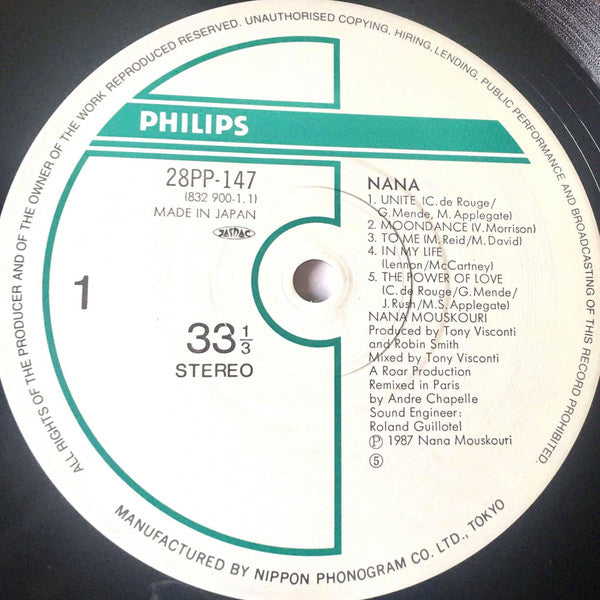 ALL RIGHTS OF THE PRODUCER AND OF THE OWNER OF THE WORK REPRODUCED RESERVED. UNAUTHORISED COPYING, HIRING, LENDING, PUBLIC PERFORMANCE AND BROADCASTING OF THIS RECORD PROHIBITED.
PHILIPS
28PP-147
(832 900-1.1)
MADE IN JAPAN
JASRAC
1
33 1/3
STEREO
NANA
1. UNITE (C. de Rouge/
G. Mende, M. Applegate)
2. MOONDANCE (V. Morrison)
3. TO ME (M. Reid/M. David)
4. IN MY LIFE
(Lennon/McCartney)
5. THE POWER OF LOVE
(C. de Rouge/G. Mende/
J. Rush/M.S. Applegate)
NANA MOUSKOURI
Produced by Tony Visconti
and Robin Smith
Mixed by Tony Visconti
A Roar Production
Remixed in Paris
by Andre Chapelle
Sound Engineer:
Roland Guillotel
Ⓟ 1987 Nana Mouskouri
⑤
MANUFACTURED BY NIPPON PHONOGRAM CO. LTD., TOKYO